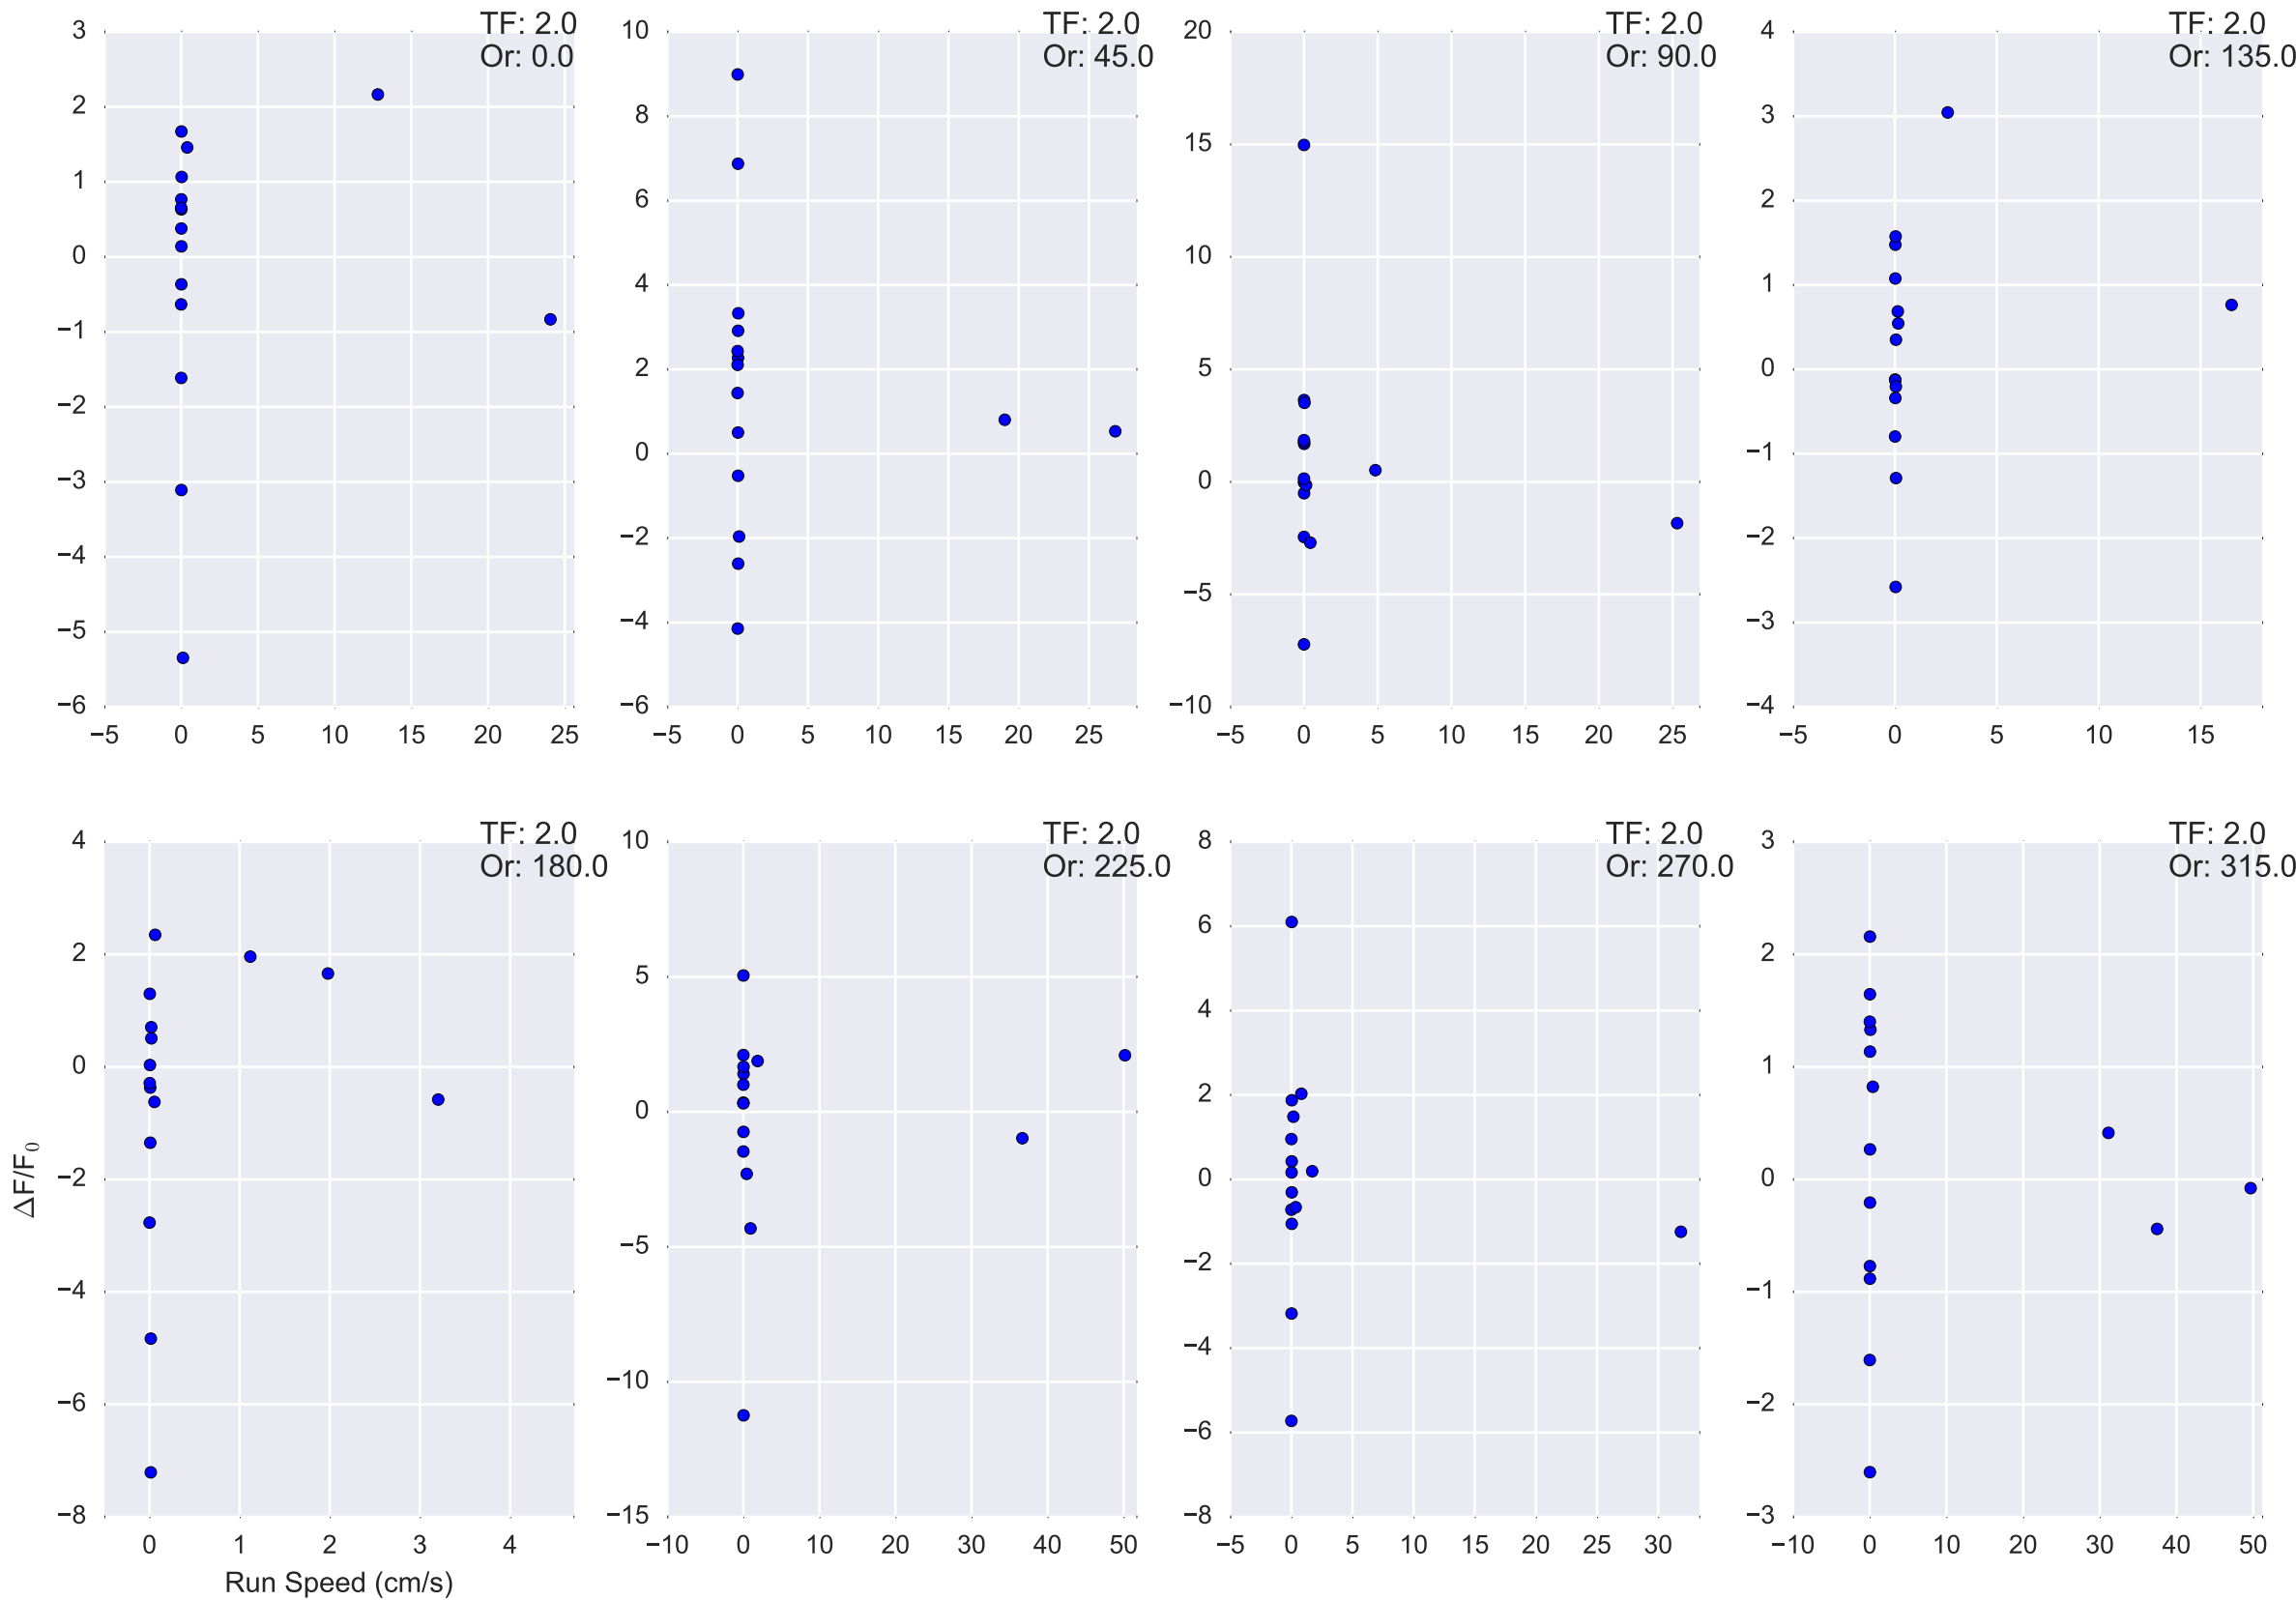 TF: 2.0
Or: 0.0
3
2
1
0
−1
−2
−3
−4
−5
−6
−5 0 5 10 15 20 25
TF: 2.0
Or: 45.0
10
8
6
4
2
0
−2
−4
−6
−5 0 5 10 15 20 25
TF: 2.0
Or: 90.0
20
15
10
5
0
−5
−10
−5 0 5 10 15 20 25
TF: 2.0
Or: 135.0
4
3
2
1
0
−1
−2
−3
−4
−5 0 5 10 15
TF: 2.0
Or: 180.0
4
2
0
−2
−4
−6
−8
ΔF/F₀
0 1 2 3 4
Run Speed (cm/s)
TF: 2.0
Or: 225.0
10
5
0
−5
−10
−15
−10 0 10 20 30 40 50
TF: 2.0
Or: 270.0
8
6
4
2
0
−2
−4
−6
−8
−5 0 5 10 15 20 25 30
TF: 2.0
Or: 315.0
3
2
1
0
−1
−2
−3
−10 0 10 20 30 40 50